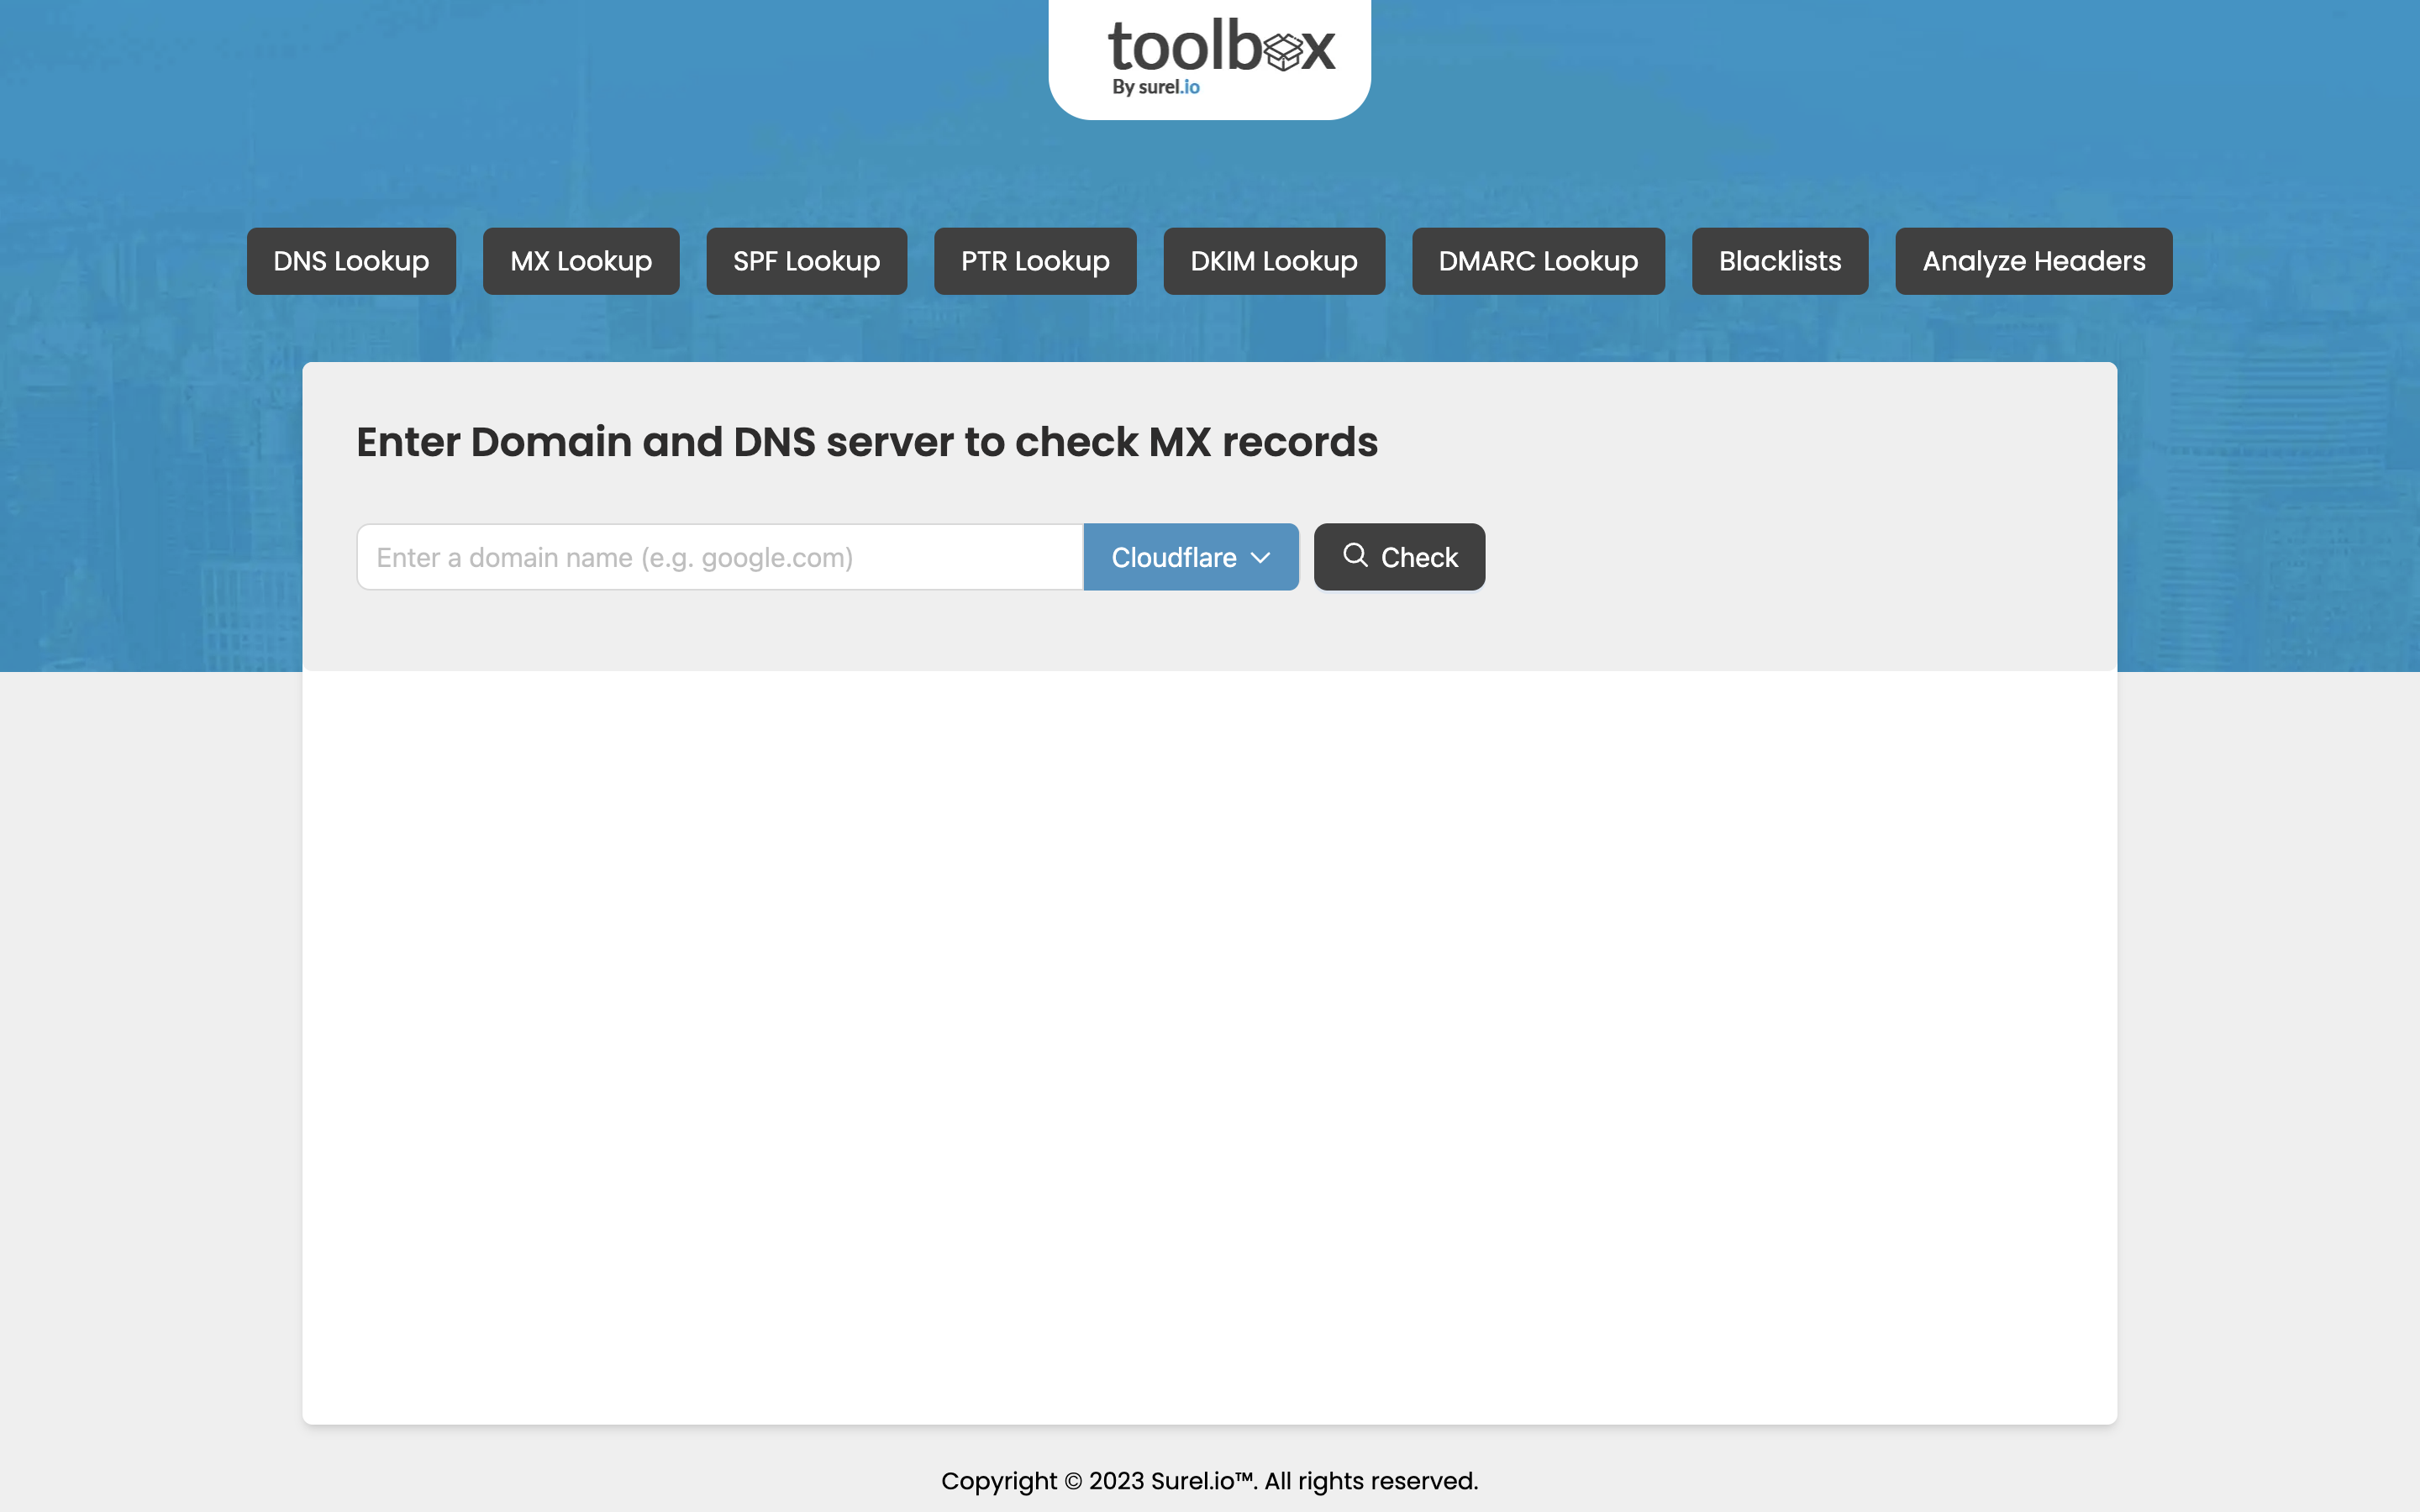 toolbox
By surel.io
DNS Lookup MX Lookup SPF Lookup PTR Lookup DKIM Lookup DMARC Lookup Blacklists Analyze Headers
Enter Domain and DNS server to check MX records
Enter a domain name (e.g. google.com) Cloudflare Check
Copyright © 2023 Surel.io™. All rights reserved.